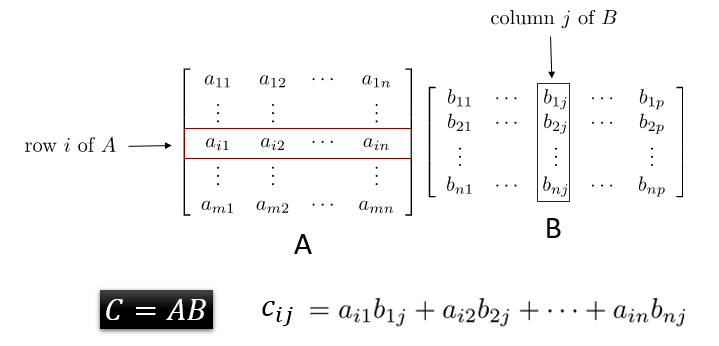 column j of B
a₁₁ a₁₂ ⋯ a₁ₙ
⋮ ⋮ ⋮
row i of A aᵢ₁ aᵢ₂ ⋯ aᵢₙ
⋮ ⋮ ⋮
aₘ₁ aₘ₂ ⋯ aₘₙ
A
b₁₁ ⋯ b₁ⱼ ⋯ b₁ₚ
b₂₁ ⋯ b₂ⱼ ⋯ b₂ₚ
⋮ ⋮ ⋮
bₙ₁ ⋯ bₙⱼ ⋯ bₙₚ
B
C = AB
cᵢⱼ = aᵢ₁b₁ⱼ + aᵢ₂b₂ⱼ + ⋯ + aᵢₙbₙⱼ